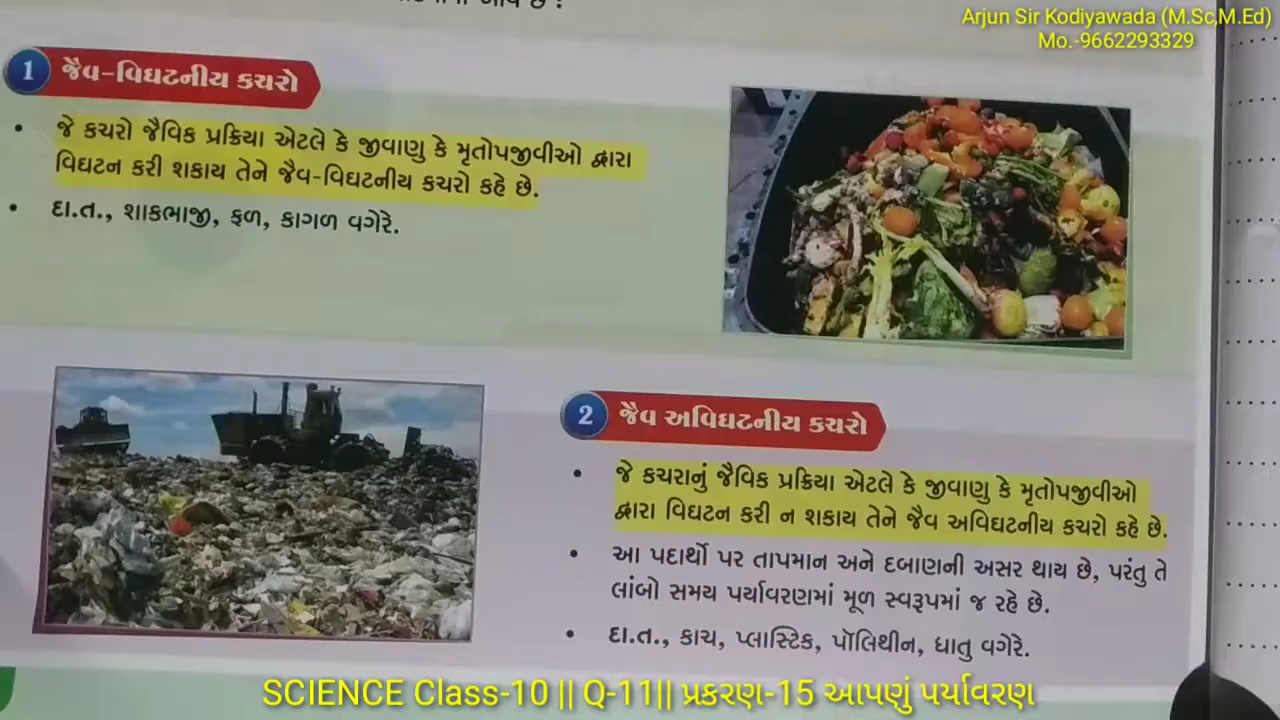 Arjun Sir Kodiyawada (M.Sc,M.Ed)
Mo.-9662293329
1 જૈવ-વિઘટનીય કચરો
• જે કચરો જૈવિક પ્રક્રિયા એટલે કે જીવાણુ કે મૃતોપજીવીઓ દ્વારા
વિઘટન કરી શકાય તેને જૈવ-વિઘટનીય કચરો કહે છે.
• દા.ત., શાકભાજી, ફળ, કાગળ વગેરે.
2 જૈવ અવિઘટનીય કચરો
• જે કચરાનું જૈવિક પ્રક્રિયા એટલે કે જીવાણુ કે મૃતોપજીવીઓ
દ્વારા વિઘટન કરી ન શકાય તેને જૈવ અવિઘટનીય કચરો કહે છે.
• આ પદાર્થો પર તાપમાન અને દબાણની અસર થાય છે, પરંતુ તે
લાંબો સમય પર્યાવરણમાં મૂળ સ્વરૂપમાં જ રહે છે.
• દા.ત., કાચ, પ્લાસ્ટિક, પૉલિથીન, ધાતુ વગેરે.
SCIENCE Class-10 || Q-11|| પ્રકરણ-15 આપણું પર્યાવરણ